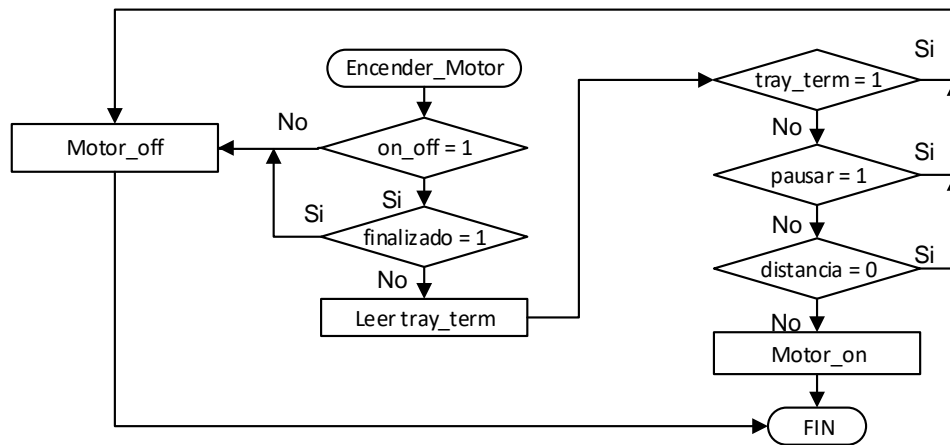 Encender_Motor
on_off = 1
No
Si
Motor_off
finalizado = 1
Si
No
Leer tray_term
tray_term = 1
Si
No
pausar = 1
Si
No
distancia = 0
Si
No
Motor_on
FIN